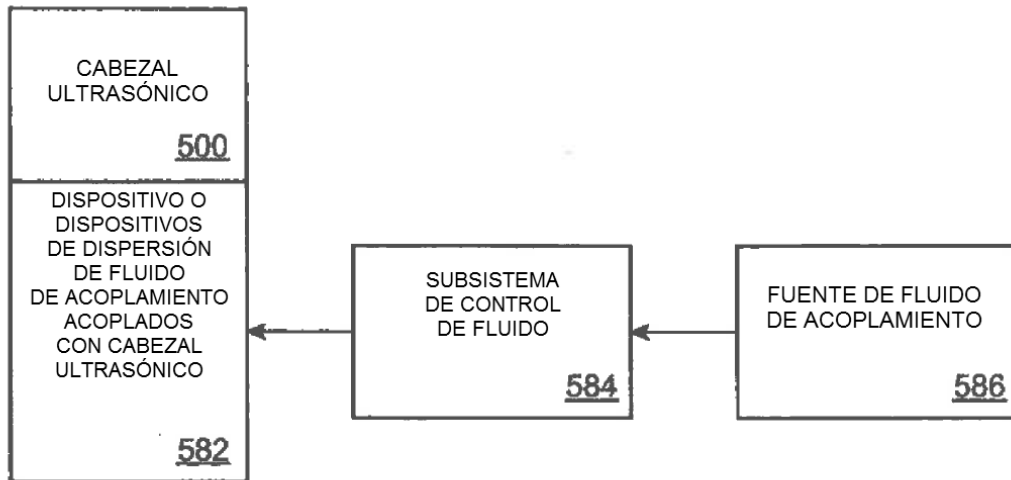 CABEZAL
ULTRASÓNICO
500
DISPOSITIVO O
DISPOSITIVOS
DE DISPERSIÓN
DE FLUIDO
DE ACOPLAMIENTO
ACOPLADOS
CON CABEZAL
ULTRASÓNICO
582
SUBSISTEMA
DE CONTROL
DE FLUIDO
584
FUENTE DE FLUIDO
DE ACOPLAMIENTO
586